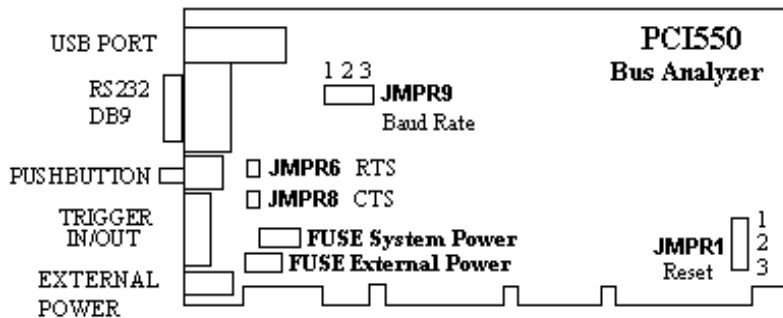 USB PORT
RS232
DB9
PUSHBUTTON
TRIGGER
IN/OUT
EXTERNAL
POWER
PCI550
Bus Analyzer
1 2 3
JMPR9
Baud Rate
JMPR6 RTS
JMPR8 CTS
FUSE System Power
FUSE External Power
JMPR1
Reset
1
2
3